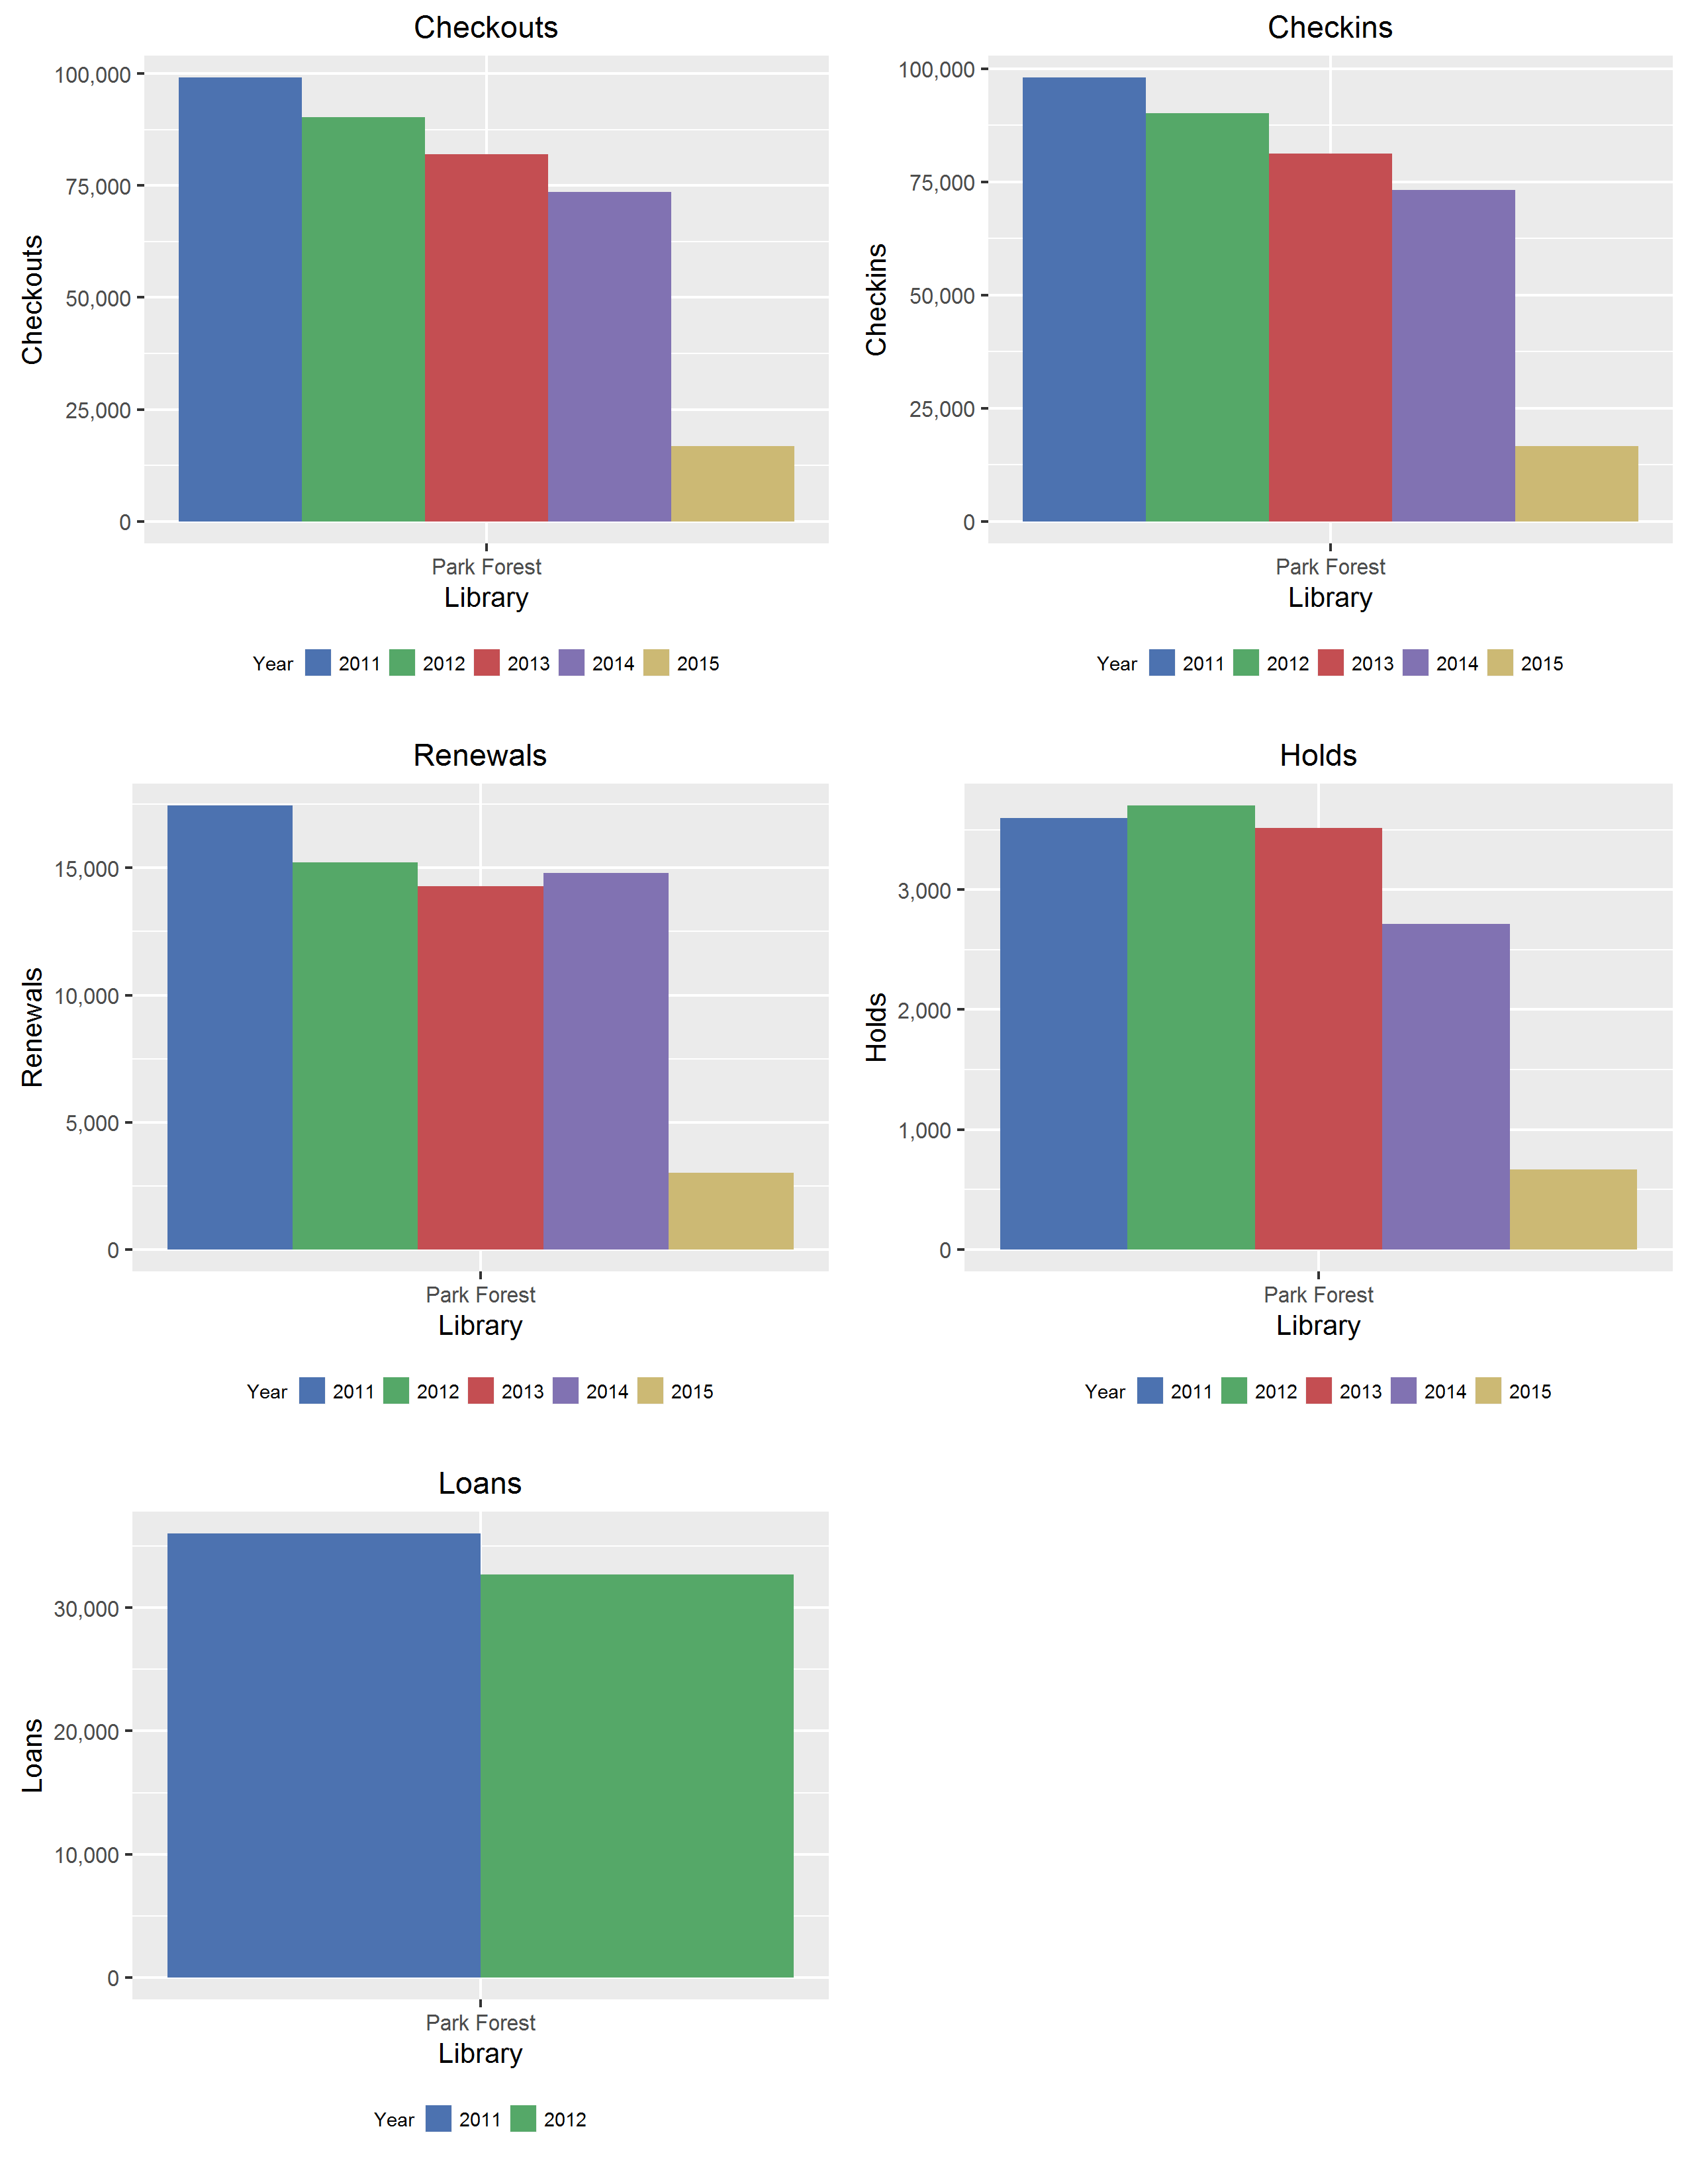 Checkouts
Checkouts
100,000
75,000
50,000
25,000
0
Park Forest
Library
Year 2011 2012 2013 2014 2015
Checkins
Checkins
100,000
75,000
50,000
25,000
0
Park Forest
Library
Year 2011 2012 2013 2014 2015
Renewals
Renewals
15,000
10,000
5,000
0
Park Forest
Library
Year 2011 2012 2013 2014 2015
Holds
Holds
3,000
2,000
1,000
0
Park Forest
Library
Year 2011 2012 2013 2014 2015
Loans
Loans
30,000
20,000
10,000
0
Park Forest
Library
Year 2011 2012